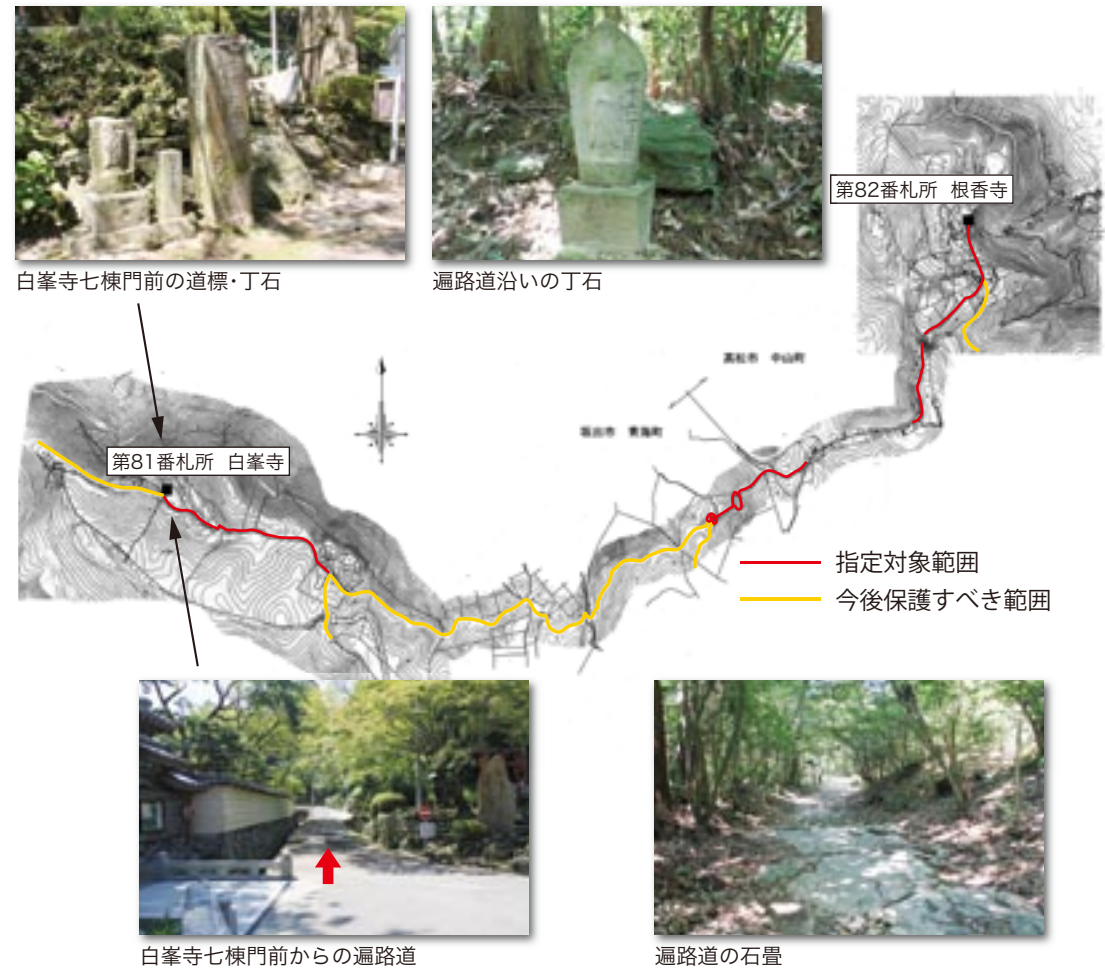 白峯寺七棟門前の道標・丁石
遍路道沿いの丁石
第82番札所 根香寺
高松市 中山町
坂出市 青海町
第81番札所 白峯寺
指定対象範囲
今後保護すべき範囲
白峯寺七棟門前からの遍路道
遍路道の石畳